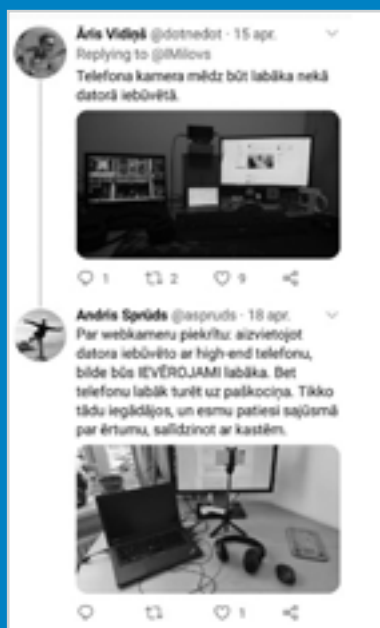 Āris Vidiņš @dotnedot · 15 apr.
Replying to @IMilovs
Telefona kamera mēdz būt labāka nekā
datorā iebūvētā.
1 2 9
Andris Sprūds @aspruds · 18 apr.
Par webkameru piekrītu: aizvietojot
datora iebūvēto ar high-end telefonu,
bilde būs IEVĒROJAMI labāka. Bet
telefonu labāk turēt uz paškociņa. Tikko
tādu iegādājos, un esmu patiesi sajūsmā
par ērtumu, salīdzinot ar kastēm.
1